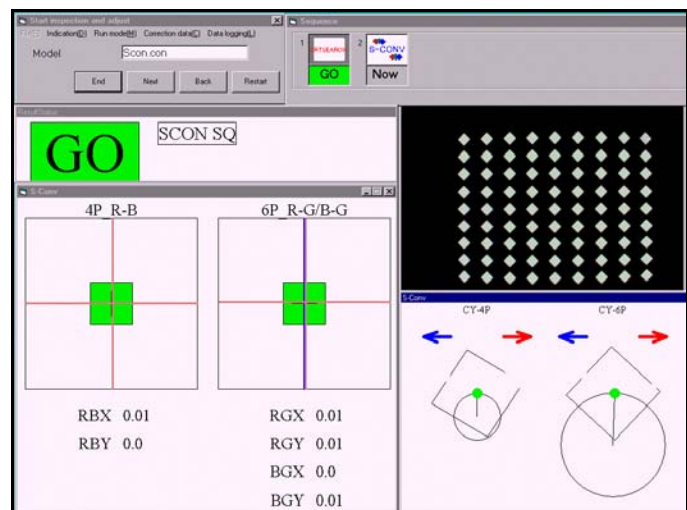 Start inspection and adjust
Indication(D) Run mode(M) Correction data(C) Data logging(L)
Model Scon.con
End Next Back Restart
Sequence
1 2
S-CONV
GO Now
GO SCON SQ
S-Conv
4P_R-B 6P_R-G/B-G
RBX 0.01
RBY 0.0
RGX 0.01
RGY 0.01
BGX 0.0
BGY 0.01
S-Conv
CY-4P CY-6P